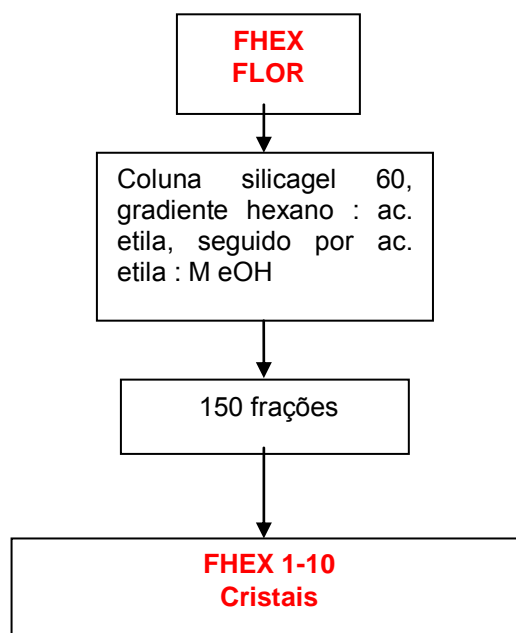 FHEX
FLOR
Coluna silicagel 60,
gradiente hexano : ac.
etila, seguido por ac.
etila : M eOH
150 frações
FHEX 1-10
Cristais